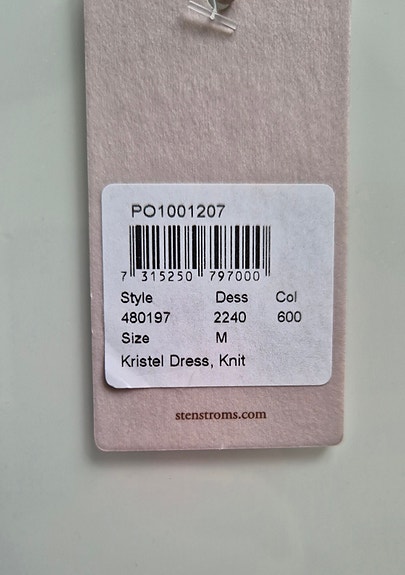 PO1001207
7 315250 797000
Style Dess Col
480197 2240 600
Size M
Kristel Dress, Knit
stenstroms.com